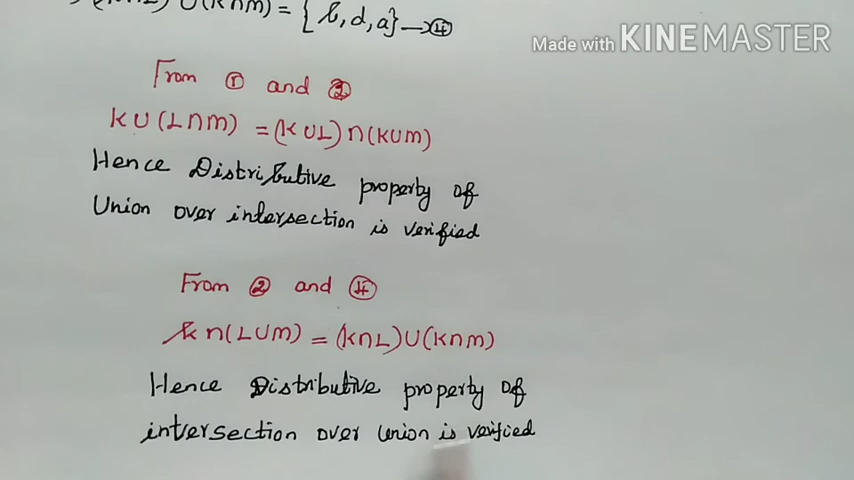 (K∩L) ∪(K∩M) = {b, d, a} → ④
Made with KINEMASTER
From ① and ③
K∪(L∩M) = (K∪L) ∩(K∪M)
Hence Distributive property of
Union over intersection is verified
From ② and ④
K∩(L∪M) = (K∩L)∪(K∩M)
Hence Distributive property of
intersection over union is verified